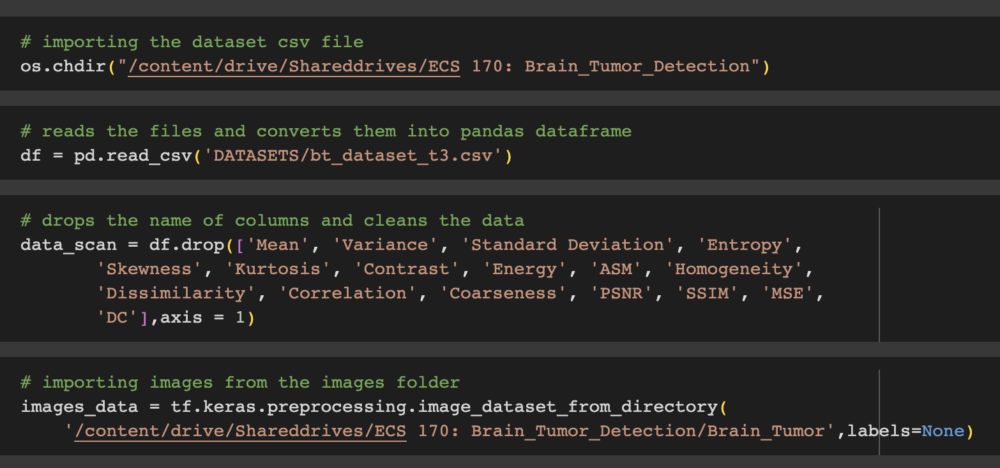 # importing the dataset csv file
os.chdir("/content/drive/Shareddrives/ECS 170: Brain_Tumor_Detection")
# reads the files and converts them into pandas dataframe
df = pd.read_csv('DATASETS/bt_dataset_t3.csv')
# drops the name of columns and cleans the data
data_scan = df.drop(['Mean', 'Variance', 'Standard Deviation', 'Entropy',
'Skewness', 'Kurtosis', 'Contrast', 'Energy', 'ASM', 'Homogeneity',
'Dissimilarity', 'Correlation', 'Coarseness', 'PSNR', 'SSIM', 'MSE',
'DC'],axis = 1)
# importing images from the images folder
images_data = tf.keras.preprocessing.image_dataset_from_directory(
'/content/drive/Shareddrives/ECS 170: Brain_Tumor_Detection/Brain_Tumor',labels=None)